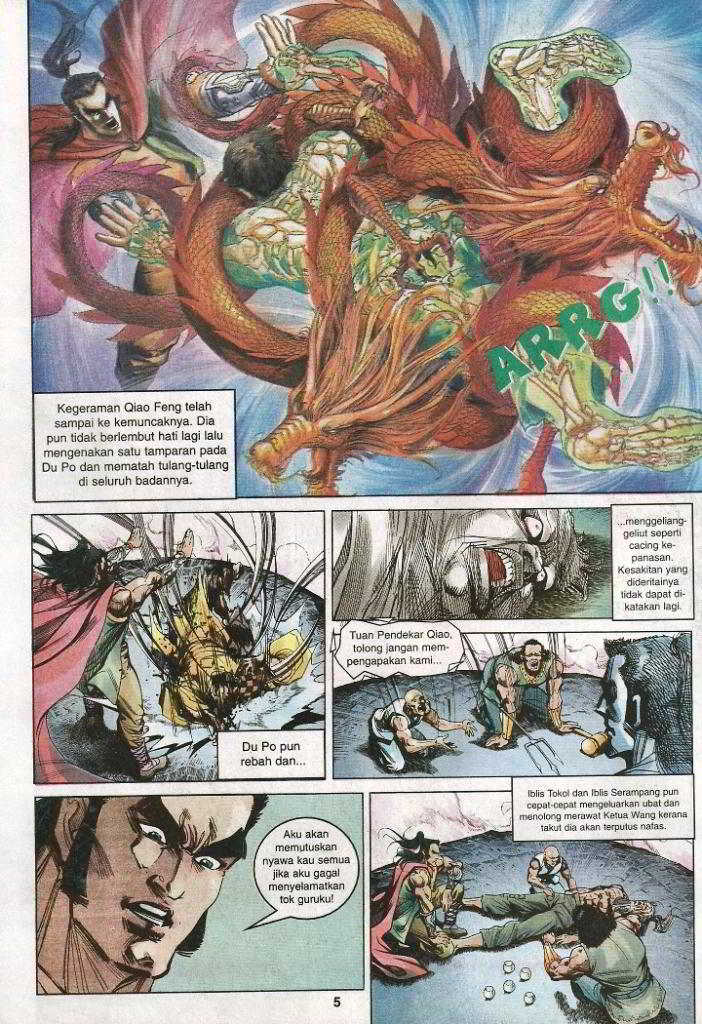 ARRG!!
Kegeraman Qiao Feng telah
sampai ke kemuncaknya. Dia
pun tidak berlembut hati lagi lalu
mengenakan satu tamparan pada
Du Po dan mematah tulang-tulang
di seluruh badannya.
Du Po pun
rebah dan...
...menggeliang-
geliut seperti
cacing ke-
panasan.
Kesakitan yang
dideritainya
tidak dapat di-
katakan lagi.
Tuan Pendekar Qiao,
tolong jangan mem-
pengapakan kami...
Aku akan
memutuskan
nyawa kau semua
jika aku gagal
menyelamatkan
tok guruku!
Iblis Tokol dan Iblis Serampang pun
cepat-cepat mengeluarkan ubat dan
menolong merawat Ketua Wang kerana
takut dia akan terputus nafas.
5